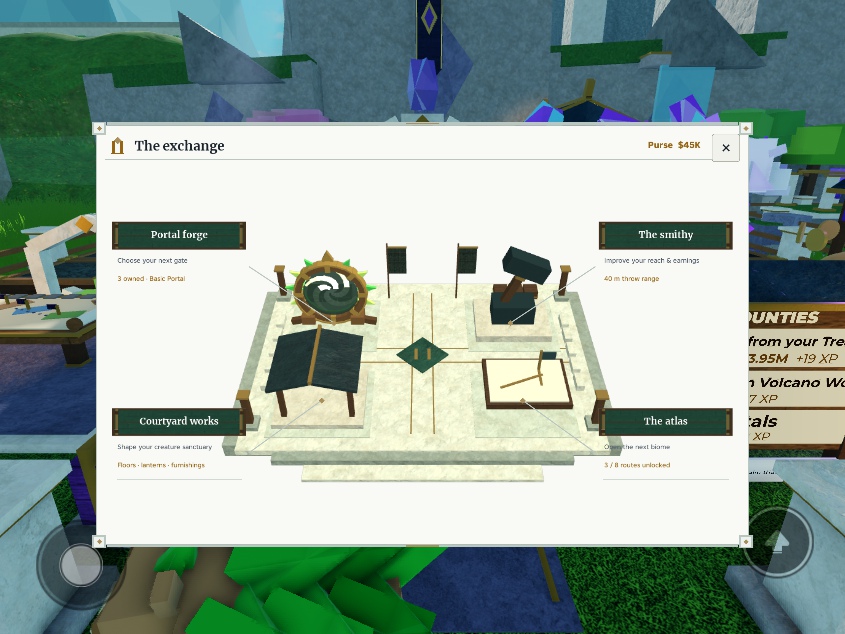 The exchange
Purse $45K
Portal forge
Choose your next gate
3 owned · Basic Portal
The smithy
Improve your reach & earnings
40 m throw range
Courtyard works
Shape your creature sanctuary
Floors · lanterns · furnishings
The atlas
Open the next biome
3 / 8 routes unlocked
OUNTIES
from your Trea
3.95M +19 XP
n Volcano Wo
7 XP
tals
XP